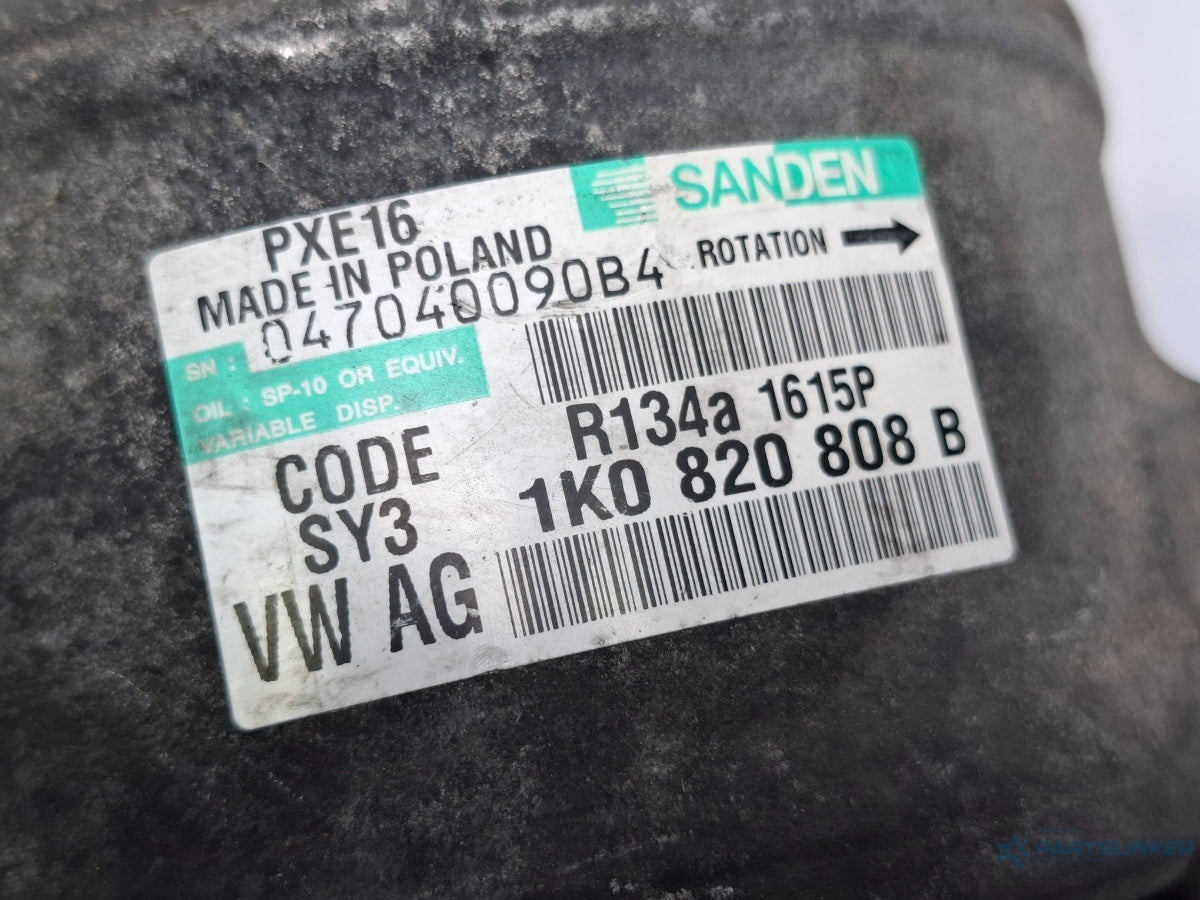 SANDEN
PXE16
MADE IN POLAND
ROTATION
SN : 047040090B4
OIL : SP-10 OR EQUIV.
VARIABLE DISP.
R134a 1615P
CODE
SY3
1K0 820 808 B
VW AG
PARTSLINKER